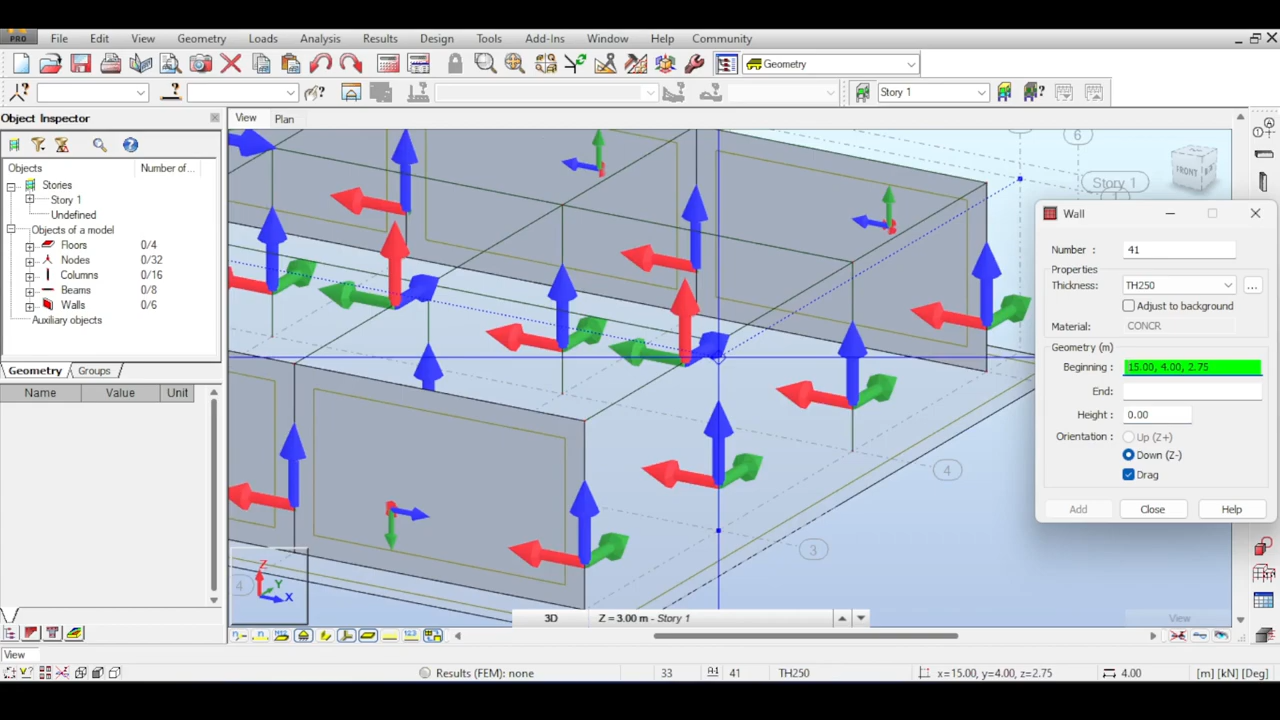 PRO File Edit View Geometry Loads Analysis Results Design Tools Add-Ins Window Help Community
Geometry
Story 1
Object Inspector
View Plan
Objects Number of...
Stories
Story 1
Undefined
Objects of a model
Floors 0/4
Nodes 0/32
Columns 0/16
Beams 0/8
Walls 0/6
Auxiliary objects
Geometry Groups
Name Value Unit
6
Story 1
1
FRONT
4
3
4
Z
Y
X
3D Z = 3.00 m - Story 1
View
Wall
Number : 41
Properties
Thickness: TH250 ...
Adjust to background
Material: CONCR
Geometry (m)
Beginning : 15.00, 4.00, 2.75
End:
Height : 0.00
Orientation : Up (Z+)
Down (Z-)
Drag
Add Close Help
View
Results (FEM): none 33 41 TH250 x=15.00, y=4.00, z=2.75 4.00 [m] [kN] [Deg]